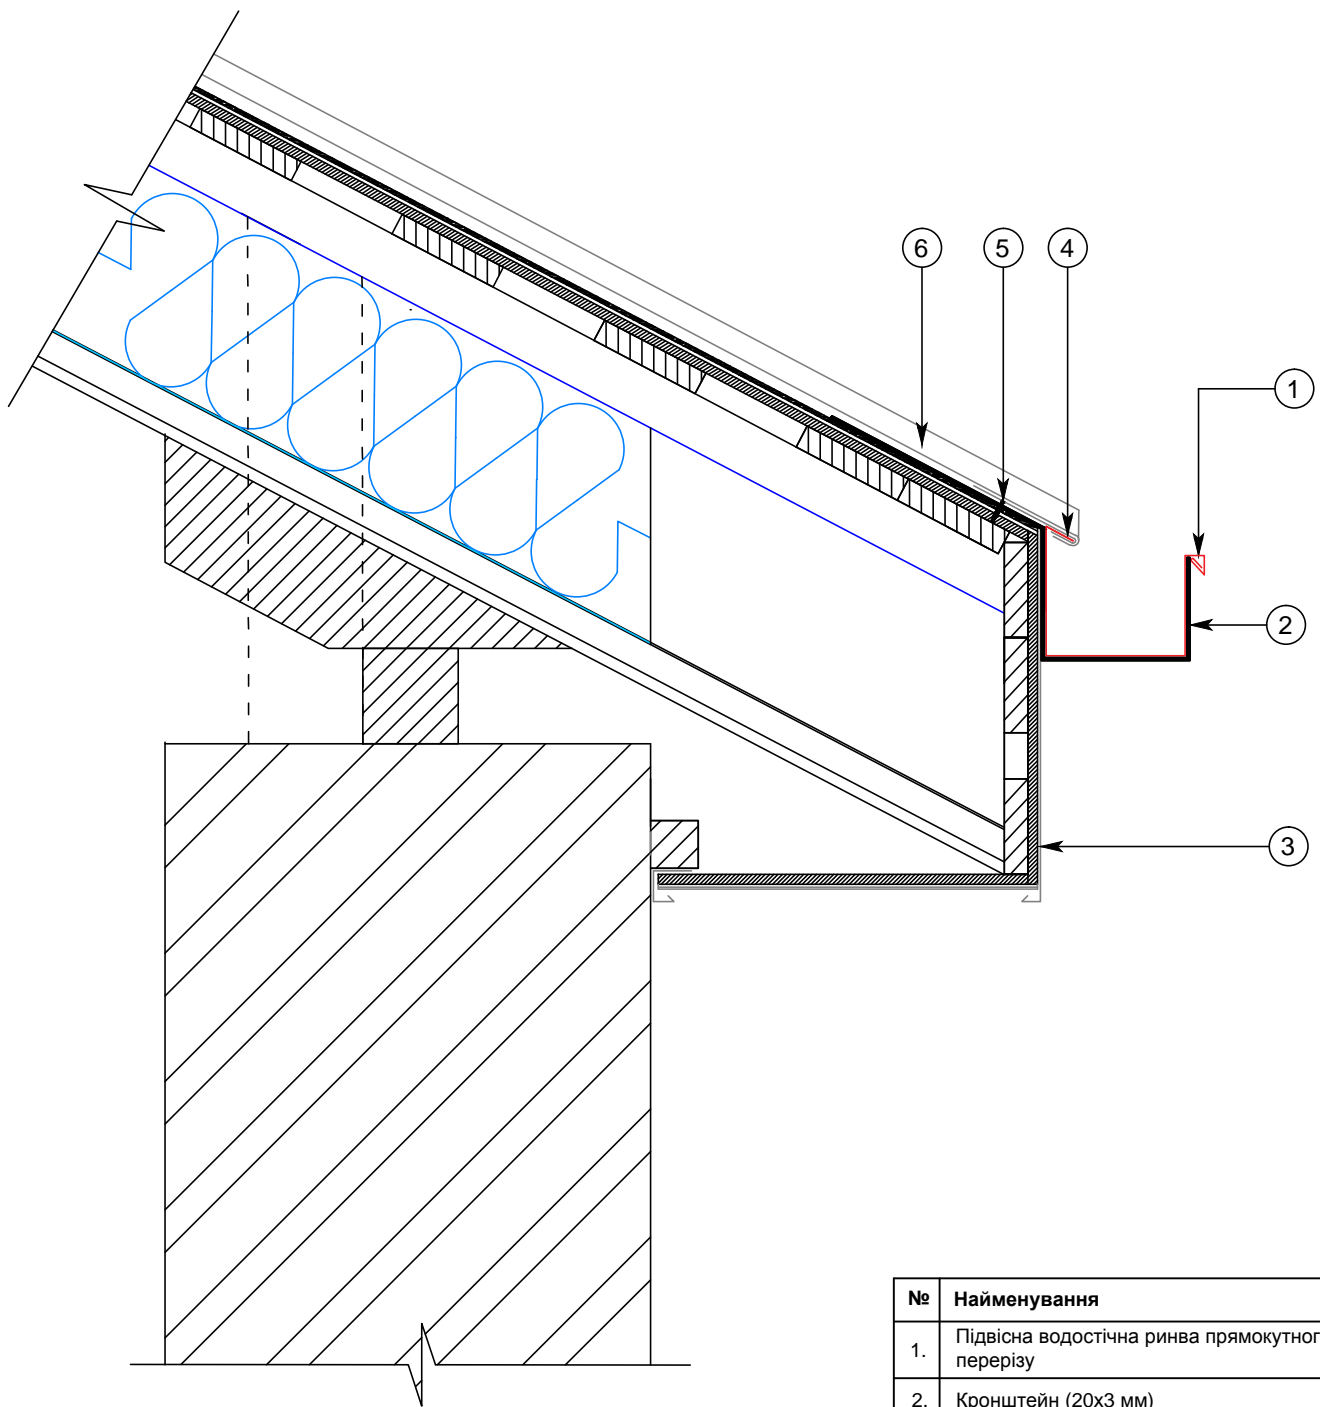 6
5
4
1
2
3
№ Найменування
1. Підвісна водостічна ринва прямокутног
перерізу
2. Кронштейн (20х3 мм)